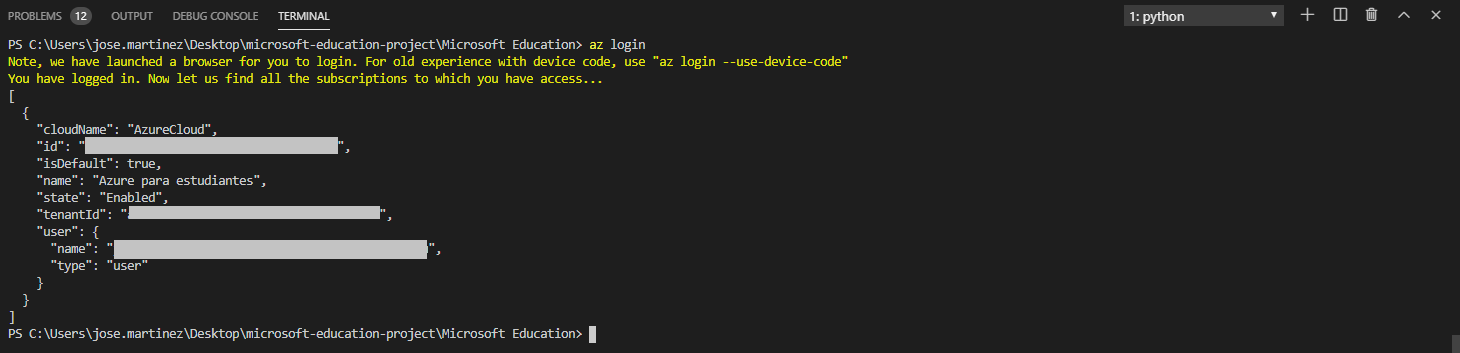 PROBLEMS 12 OUTPUT DEBUG CONSOLE TERMINAL 1: python
PS C:\Users\jose.martinez\Desktop\microsoft-education-project\Microsoft Education> az login
Note, we have launched a browser for you to login. For old experience with device code, use "az login --use-device-code"
You have logged in. Now let us find all the subscriptions to which you have access...
[
  {
    "cloudName": "AzureCloud",
    "id": "",
    "isDefault": true,
    "name": "Azure para estudiantes",
    "state": "Enabled",
    "tenantId": "",
    "user": {
      "name": "",
      "type": "user"
    }
  }
]
PS C:\Users\jose.martinez\Desktop\microsoft-education-project\Microsoft Education>